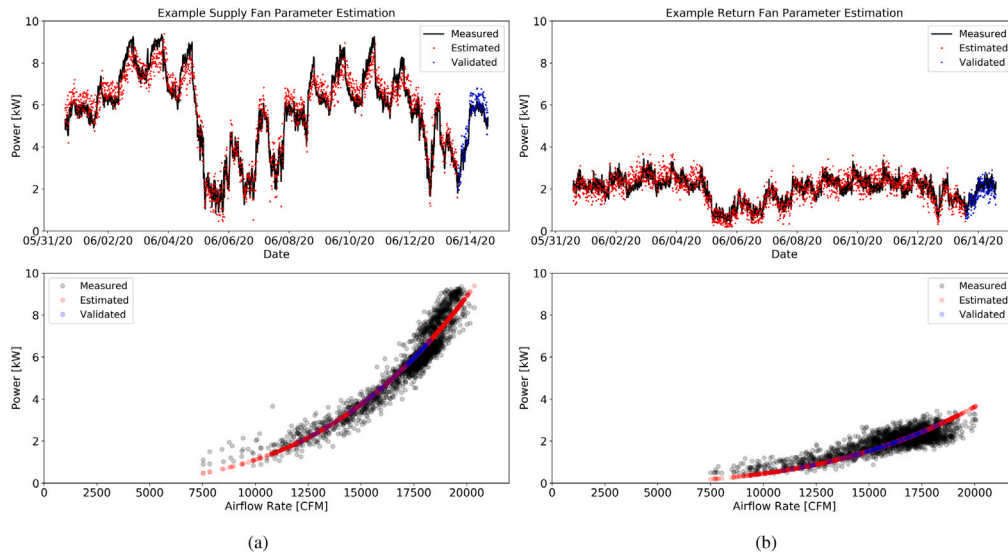 Example Supply Fan Parameter Estimation
Measured
Estimated
Validated
Power [kW]
10
8
6
4
2
0
05/31/20 06/02/20 06/04/20 06/06/20 06/08/20 06/10/20 06/12/20 06/14/20
Date
Example Return Fan Parameter Estimation
Measured
Estimated
Validated
Power [kW]
10
8
6
4
2
0
05/31/20 06/02/20 06/04/20 06/06/20 06/08/20 06/10/20 06/12/20 06/14/20
Date
Measured
Estimated
Validated
Power [kW]
10
8
6
4
2
0
0 2500 5000 7500 10000 12500 15000 17500 20000
Airflow Rate [CFM]
(a)
Measured
Estimated
Validated
Power [kW]
10
8
6
4
2
0
0 2500 5000 7500 10000 12500 15000 17500 20000
Airflow Rate [CFM]
(b)